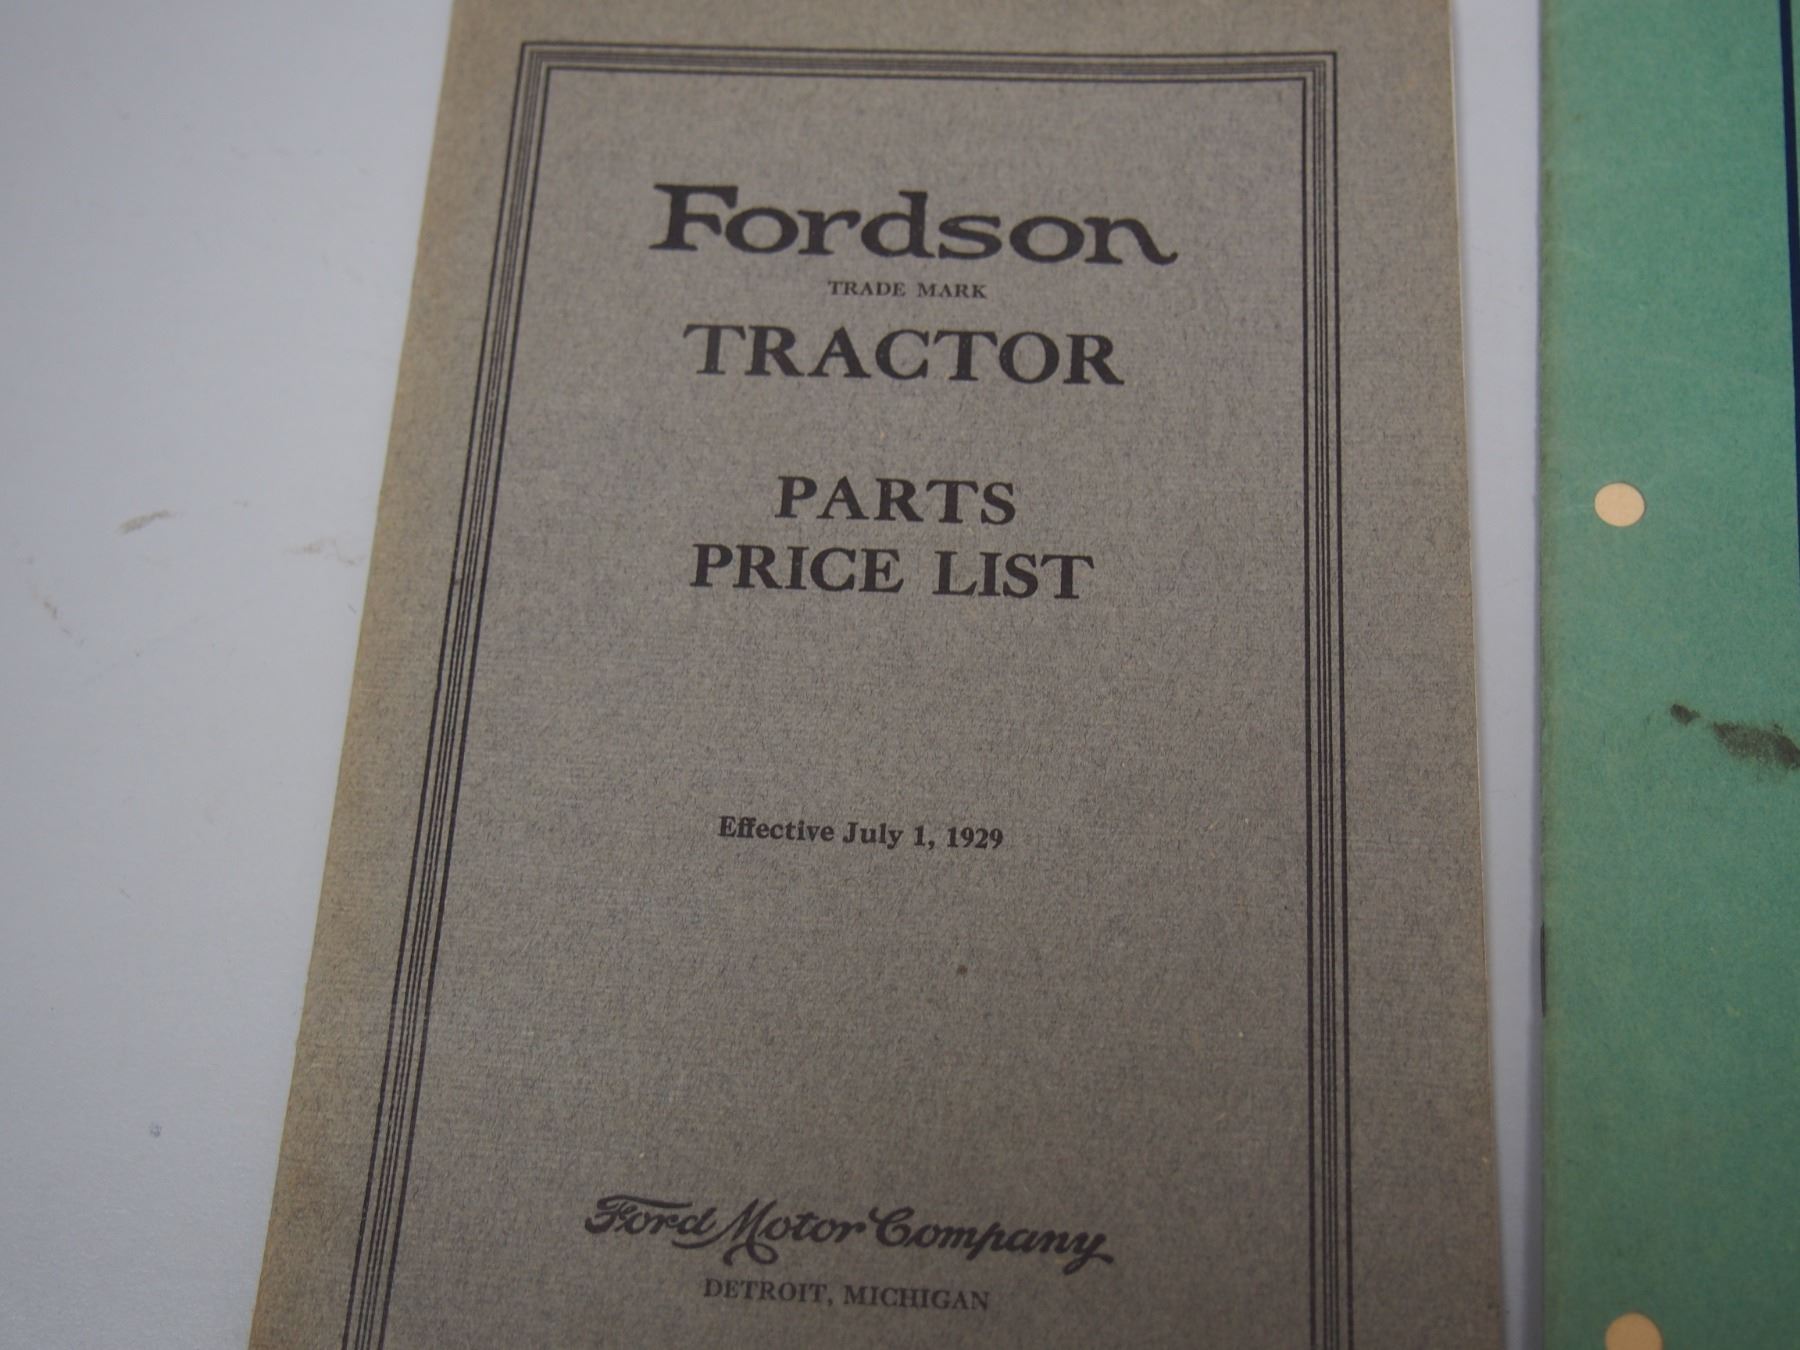 Fordson
TRADE MARK
TRACTOR
PARTS
PRICE LIST
Effective July 1, 1929
Ford Motor Company
DETROIT, MICHIGAN